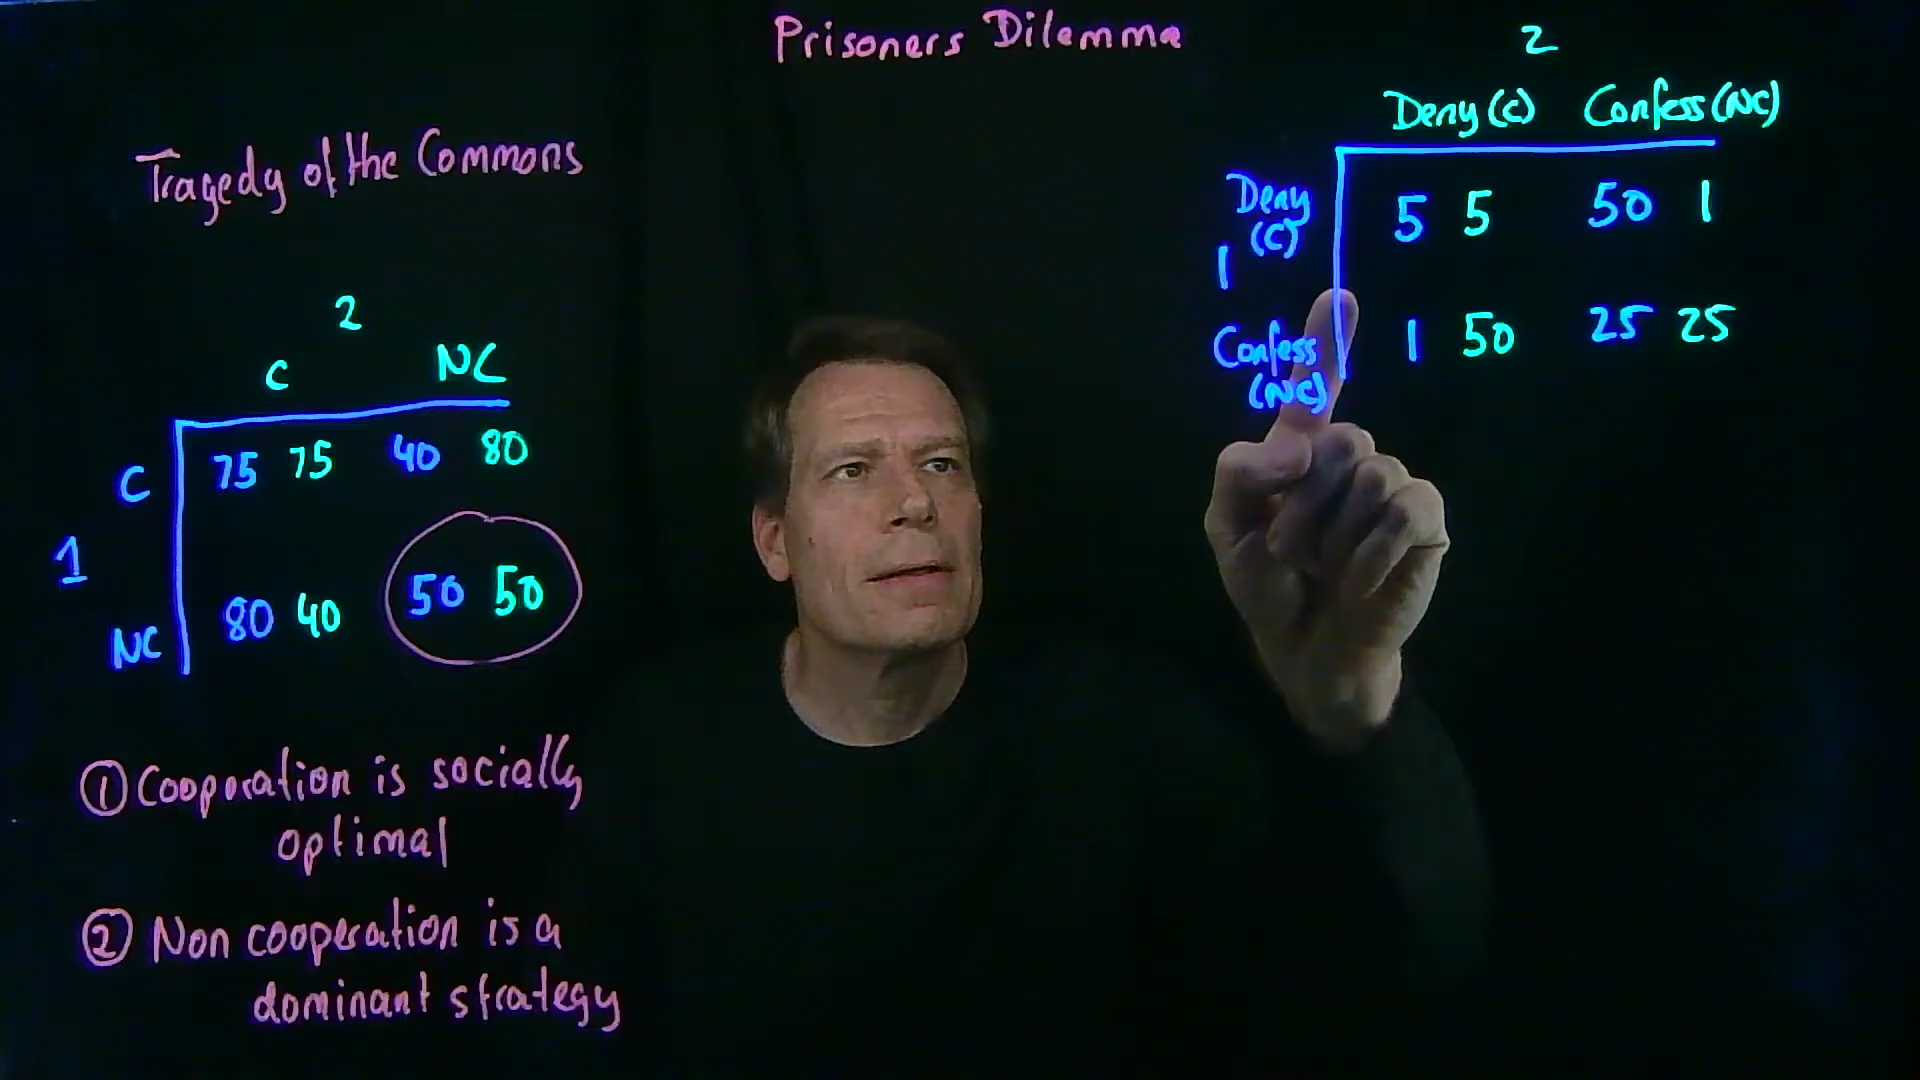 Prisoners Dilemma
Tragedy of the Commons
2
C NC
C 75 75 40 80
1
NC 80 40 50 50
① Cooperation is socially
optimal
② Non cooperation is a
dominant strategy
2
Deny (C) Confess (NC)
Deny
(C) 5 5 50 1
1
Confess
(NC) 1 50 25 25